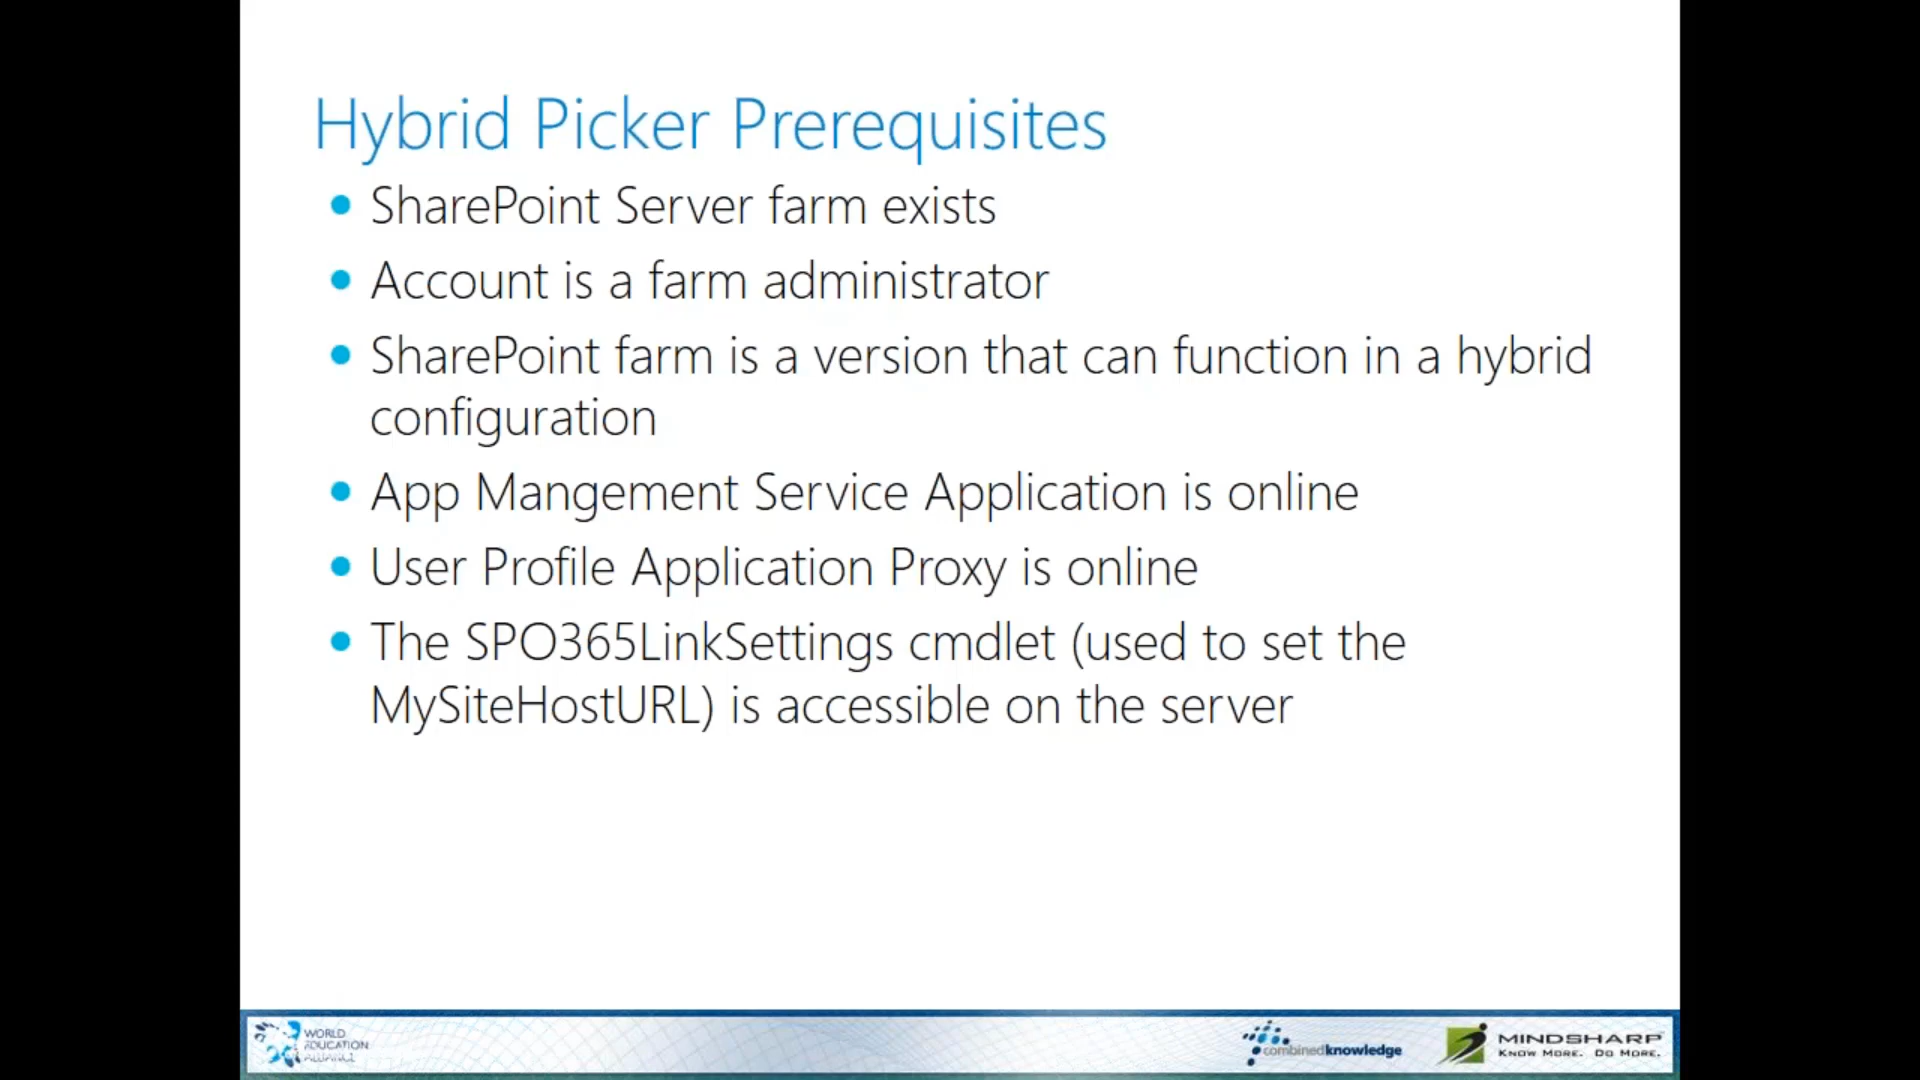 Hybrid Picker Prerequisites
SharePoint Server farm exists
Account is a farm administrator
SharePoint farm is a version that can function in a hybrid
configuration
App Mangement Service Application is online
User Profile Application Proxy is online
The SPO365LinkSettings cmdlet (used to set the
MySiteHostURL) is accessible on the server
WORLD
EDUCATION
ALLIANCE
combinedknowledge
MINDSHARP
KNOW MORE. DO MORE.